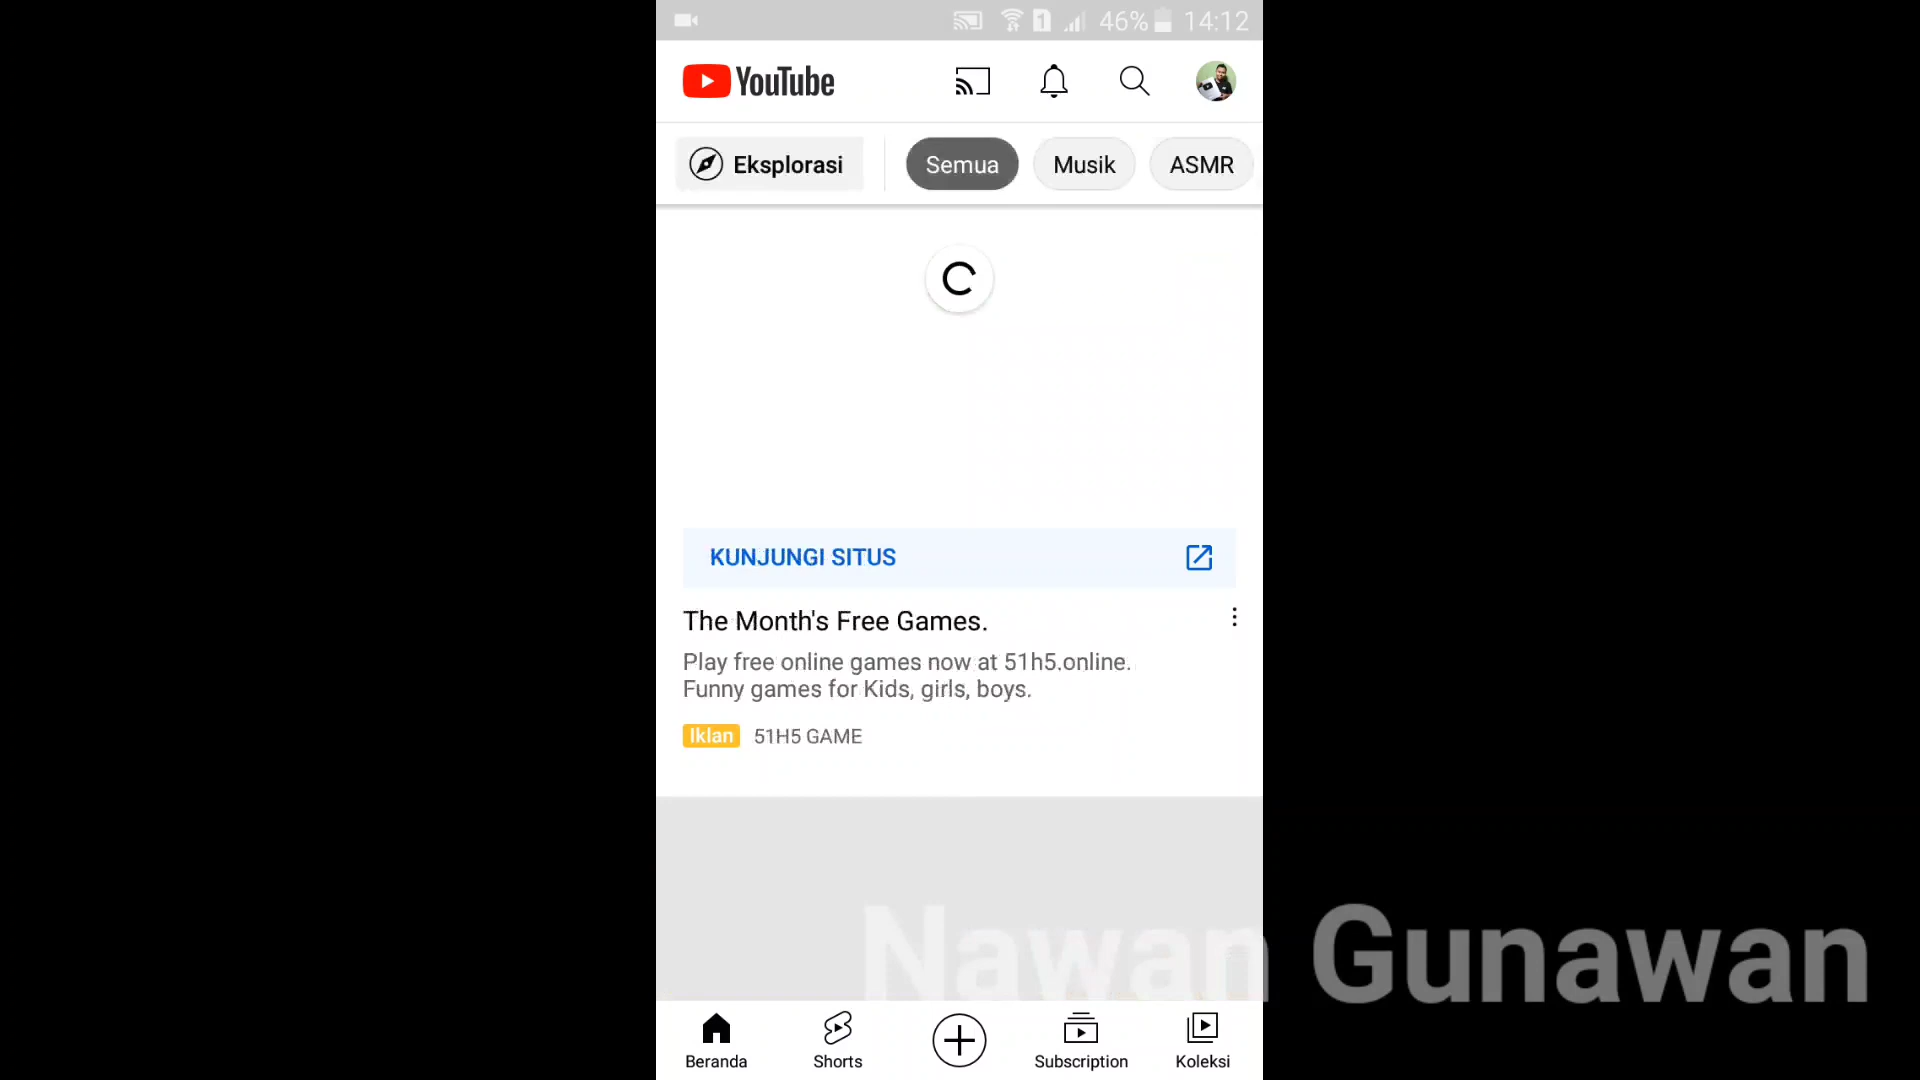 1 46% 14:12
YouTube
Eksplorasi Semua Musik ASMR
KUNJUNGI SITUS
The Month's Free Games.
Play free online games now at 51h5.online.
Funny games for Kids, girls, boys.
Iklan 51H5 GAME
Nawan Gunawan
Beranda Shorts Subscription Koleksi